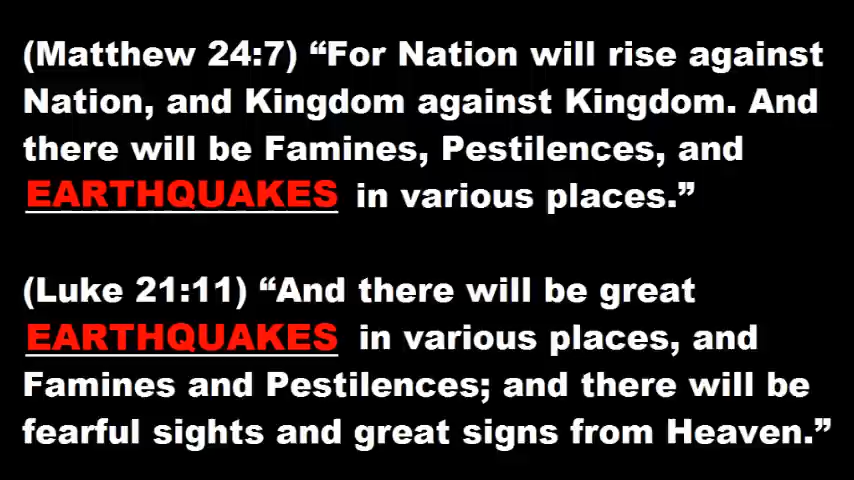 (Matthew 24:7) “For Nation will rise against
Nation, and Kingdom against Kingdom. And
there will be Famines, Pestilences, and
EARTHQUAKES in various places.”
(Luke 21:11) “And there will be great
EARTHQUAKES in various places, and
Famines and Pestilences; and there will be
fearful sights and great signs from Heaven.”